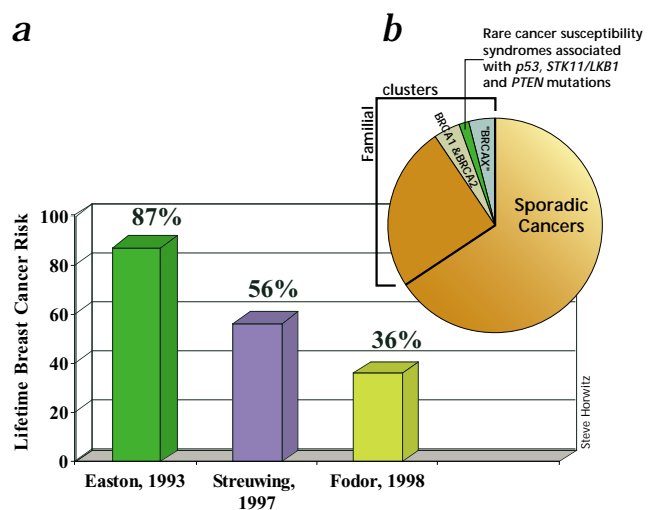 a
b
Rare cancer susceptibility
syndromes associated
with p53, STK11/LKB1
and PTEN mutations
clusters
Familial
BRCA1 &BRCA2
"BRCAX"
Sporadic
Cancers
Lifetime Breast Cancer Risk
100
80
60
40
20
0
87%
56%
36%
Easton, 1993
Streuwing,
1997
Fodor, 1998
Steve Horwitz